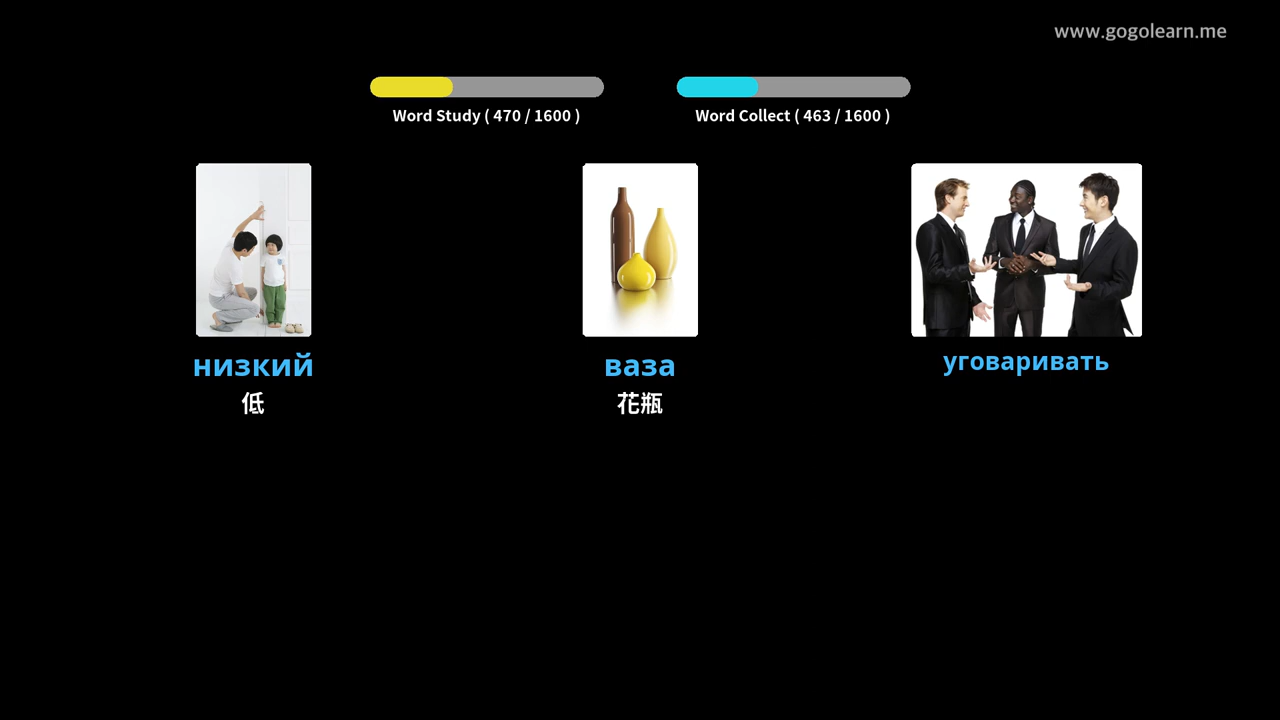 www.gogolearn.me
Word Study ( 470 / 1600 )
Word Collect ( 463 / 1600 )
низкий
ваза
уговаривать
低
花瓶